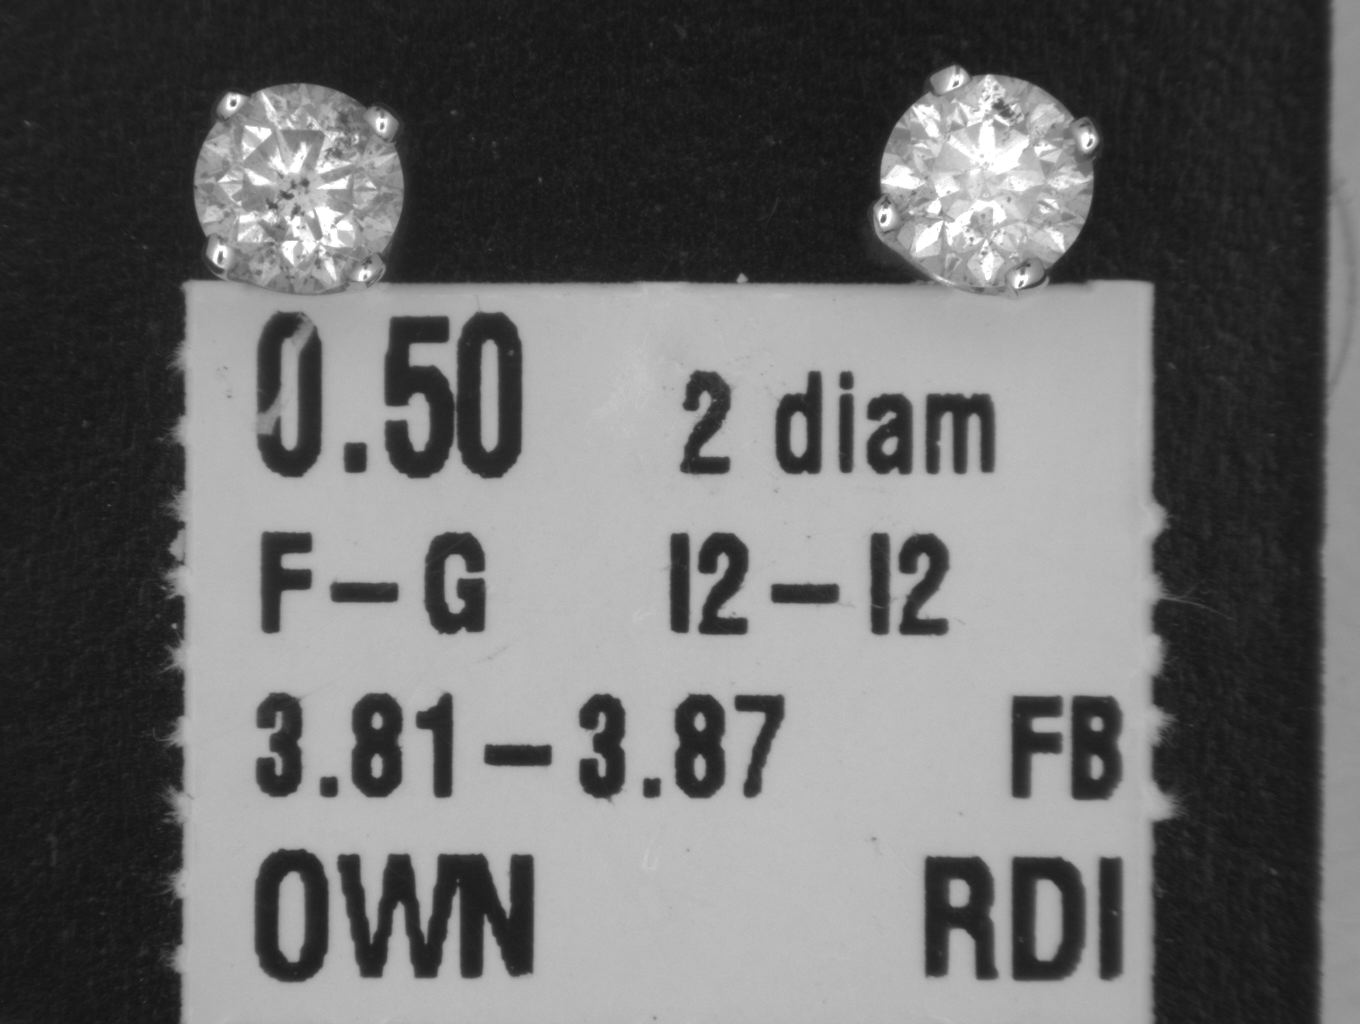 0.50 2 diam
F-G I2-I2
3.81-3.87 FB
OWN RDI